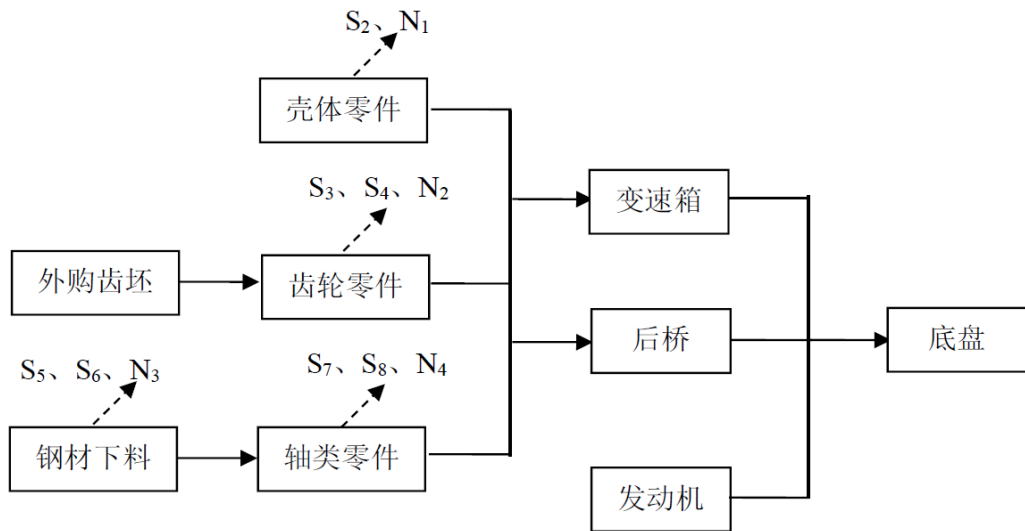 S₂、N₁
壳体零件
S₃、S₄、N₂
变速箱
外购齿坯
齿轮零件
后桥
底盘
S₅、S₆、N₃
S₇、S₈、N₄
钢材下料
轴类零件
发动机